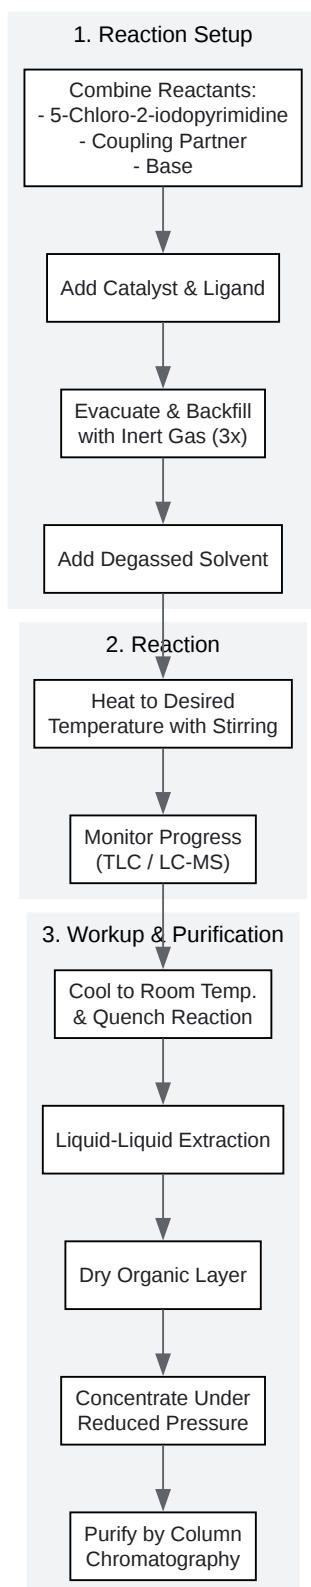 1. Reaction Setup
Combine Reactants:
- 5-Chloro-2-iodopyrimidine
- Coupling Partner
- Base
Add Catalyst & Ligand
Evacuate & Backfill
with Inert Gas (3x)
Add Degassed Solvent
2. Reaction
Heat to Desired
Temperature with Stirring
Monitor Progress
(TLC / LC-MS)
3. Workup & Purification
Cool to Room Temp.
& Quench Reaction
Liquid-Liquid Extraction
Dry Organic Layer
Concentrate Under
Reduced Pressure
Purify by Column
Chromatography